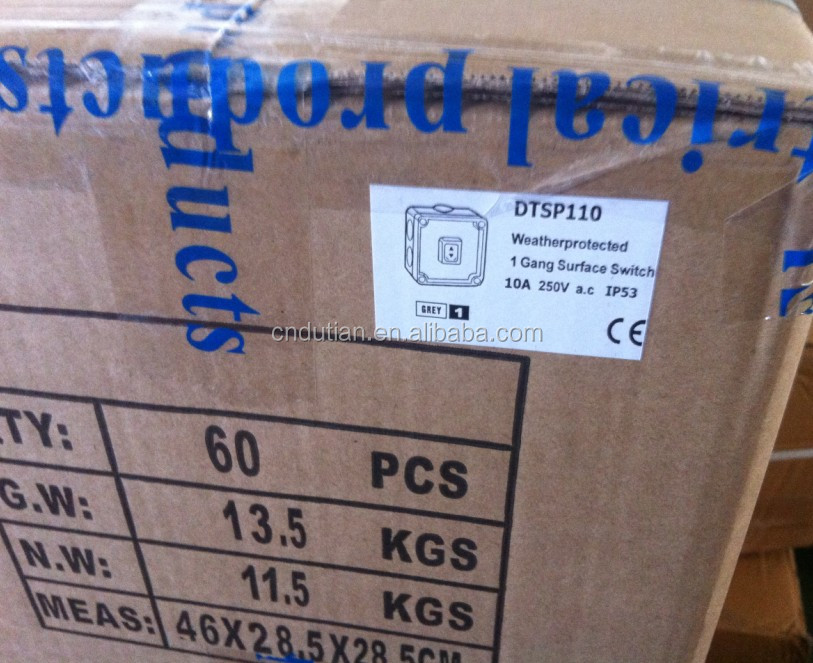 trical products
ducts
DTSP110
Weatherprotected
1 Gang Surface Switch
10A 250V a.c IP53
GREY 1
CE
cndutian.en.alibaba.com
TY: 60 PCS
G.W: 13.5 KGS
N.W: 11.5 KGS
MEAS: 46X28.5X28.5CM